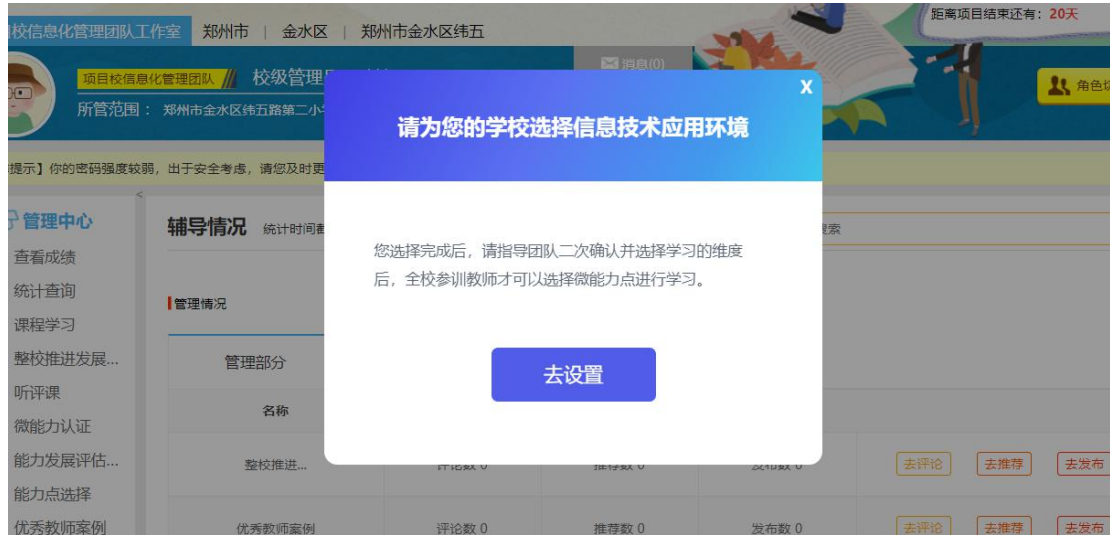 距离项目结束还有：20天
校信息化管理团队工作室 郑州市 | 金水区 | 郑州市金水区纬五
消息(0)
项目校信息化管理团队 校级管理
角色切
所管范围： 郑州市金水区纬五路第二小
X
请为您的学校选择信息技术应用环境
提示】你的密码强度较弱，出于安全考虑，请您及时更
<
管理中心
辅导情况 统计时间截
搜索
您选择完成后，请指导团队二次确认并选择学习的维度
后，全校参训教师才可以选择微能力点进行学习。
查看成绩
统计查询
管理情况
课程学习
整校推进发展...
管理部分
去设置
听评课
名称
微能力认证
能力发展评估...
整校推进... 评论数 0 推荐数 0 发布数 0 去评论 去推荐 去发布
能力点选择
优秀教师案例
优秀教师案例 评论数 0 推荐数 0 发布数 0 去评论 去推荐 去发布